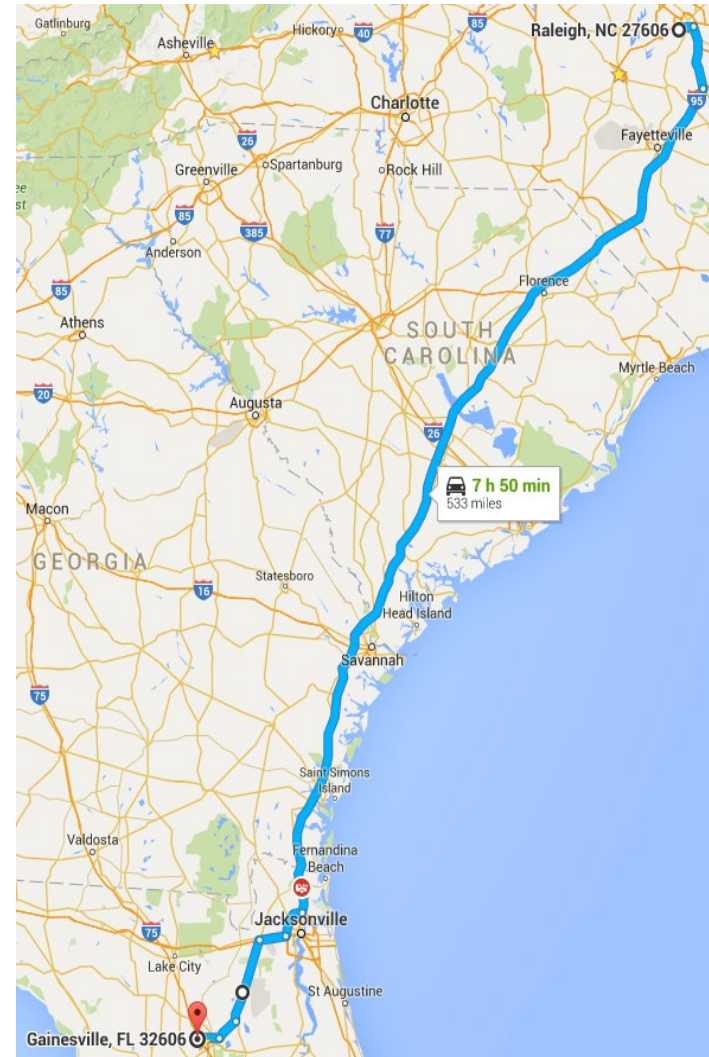 Gatlinburg
Hickory
40
85
Raleigh, NC 27606
Asheville
95
Charlotte
Fayetteville
26
Greenville
Spartanburg
Rock Hill
85
385
77
Anderson
85
Florence
Athens
SOUTH
CAROLINA
Myrtle Beach
20
Augusta
26
7 h 50 min
533 miles
Macon
GEORGIA
Statesboro
16
Hilton
Head Island
Savannah
75
Saint Simons
Island
Valdosta
Fernandina
Beach
Jacksonville
75
Lake City
St Augustine
Gainesville, FL 32606